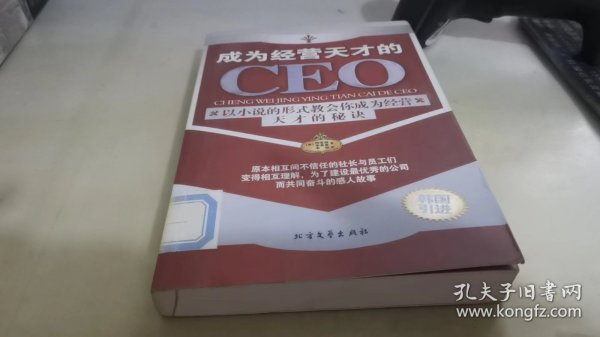 成为经营天才的
CEO
CHENG WEI JING YING TIAN CAI DE CEO
以小说的形式教会你成为经营
天才的秘诀
原本相互间不信任的社长与员工们
变得相互理解,为了建设最优秀的公司
而共同奋斗的感人故事
韩国
引进
北方文艺出版社
孔夫子旧书网
www.kongfz.com